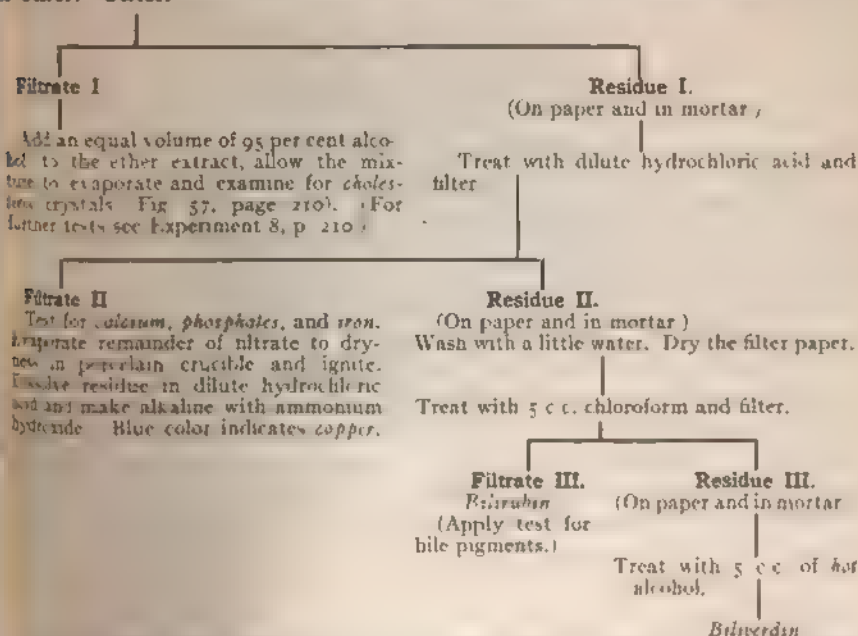 Filtrate I
Add an equal volume of 95 per cent alco-
hol to the ether extract, allow the mix-
ture to evaporate and examine for choles-
terol crystals Fig 57, page 210). (For
further tests see Experiment 8, p 210)
Residue I.
(On paper and in mortar)
Treat with dilute hydrochloric acid and
filter
Filtrate II
Test for calcium, phosphates, and iron.
Evaporate remainder of filtrate to dry-
ness in porcelain crucible and ignite.
Dissolve residue in dilute hydrochloric
acid and make alkaline with ammonium
hydroxide Blue color indicates copper.
Residue II.
(On paper and in mortar)
Wash with a little water. Dry the filter paper.
Treat with 5 c c. chloroform and filter.
Filtrate III.
Bilirubin
(Apply test for
bile pigments.)
Residue III.
(On paper and in mortar
Treat with 5 c c of hot
alcohol.
Biliverdin